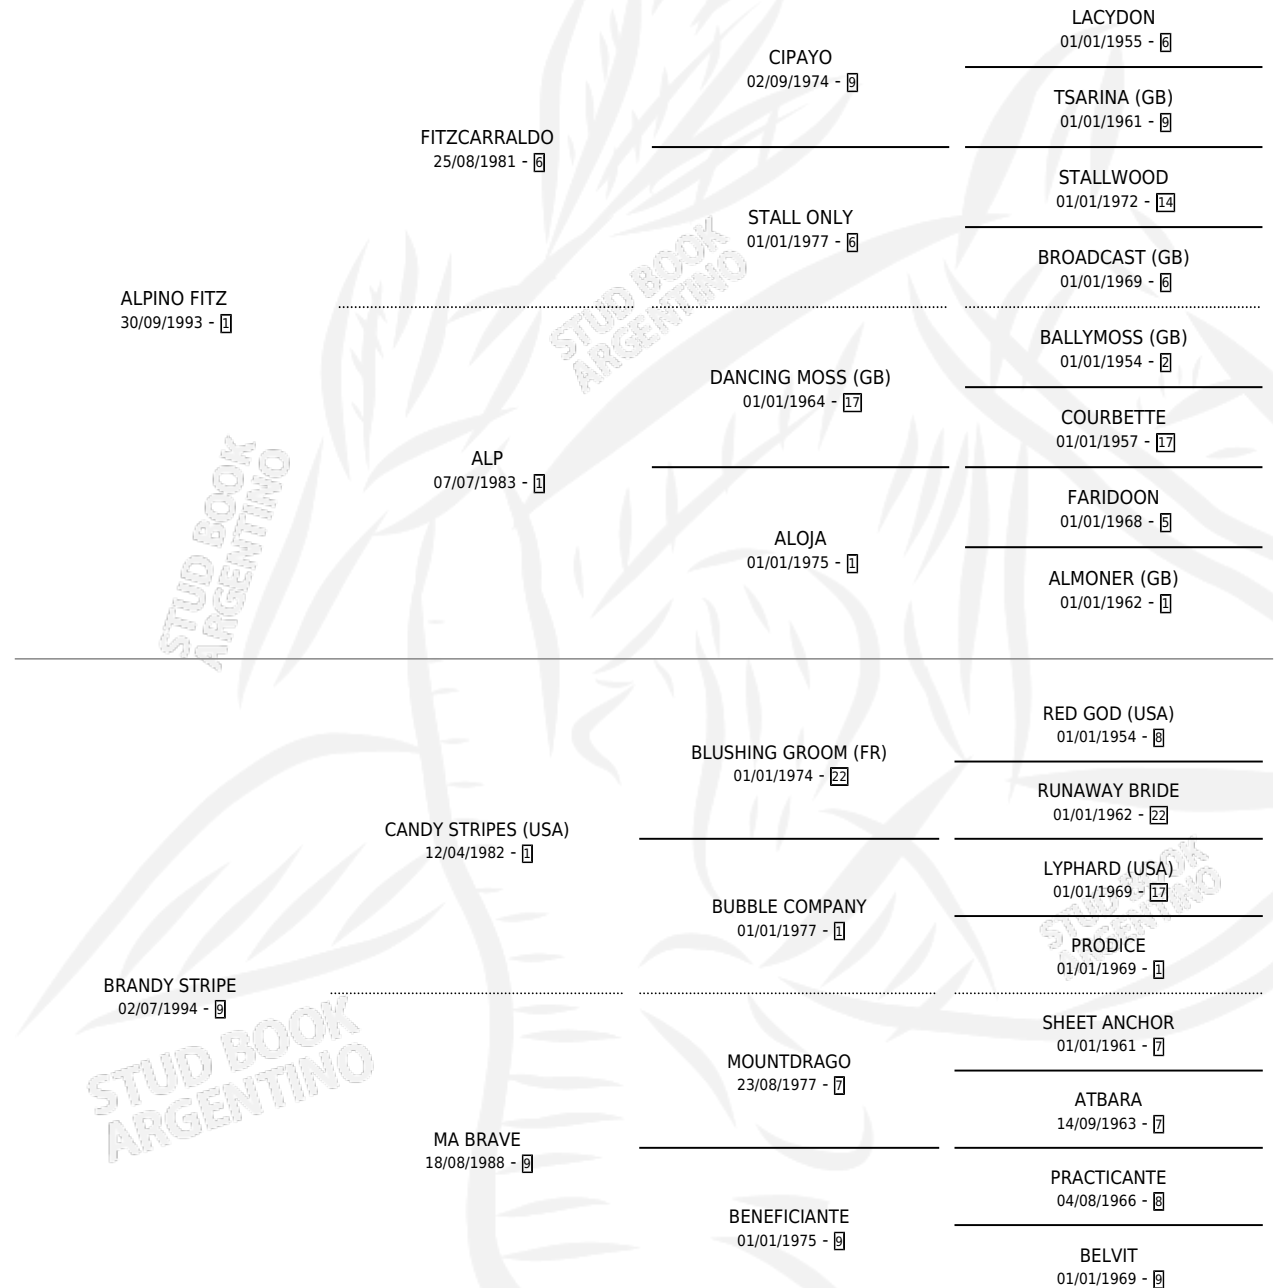 LACYDON
01/01/1955 - 6
CIPAYO
02/09/1974 - 9
TSARINA (GB)
01/01/1961 - 9
FITZCARRALDO
25/08/1981 - 6
STALLWOOD
01/01/1972 - 14
STALL ONLY
01/01/1977 - 6
BROADCAST (GB)
01/01/1969 - 6
ALPINO FITZ
30/09/1993 - 1
STUD BOOK
ARGENTINO
BALLYMOSS (GB)
01/01/1954 - 2
DANCING MOSS (GB)
01/01/1964 - 17
COURBETTE
01/01/1957 - 17
ALP
07/07/1983 - 1
FARIDOON
01/01/1968 - 5
ALOJA
01/01/1975 - 1
ALMONER (GB)
01/01/1962 - 1
STUD BOOK
ARGENTINO
RED GOD (USA)
01/01/1954 - 8
BLUSHING GROOM (FR)
01/01/1974 - 22
RUNAWAY BRIDE
01/01/1962 - 22
CANDY STRIPES (USA)
12/04/1982 - 1
LYPHARD (USA)
01/01/1969 - 17
BUBBLE COMPANY
01/01/1977 - 1
PRODICE
01/01/1969 - 1
STUD BOOK
ARGENTINO
BRANDY STRIPE
02/07/1994 - 9
SHEET ANCHOR
01/01/1961 - 7
MOUNTDRAGO
23/08/1977 - 7
ATBARA
14/09/1963 - 7
STUD BOOK
ARGENTINO
MA BRAVE
18/08/1988 - 9
PRACTICANTE
04/08/1966 - 8
BENEFICIANTE
01/01/1975 - 9
BELVIT
01/01/1969 - 9